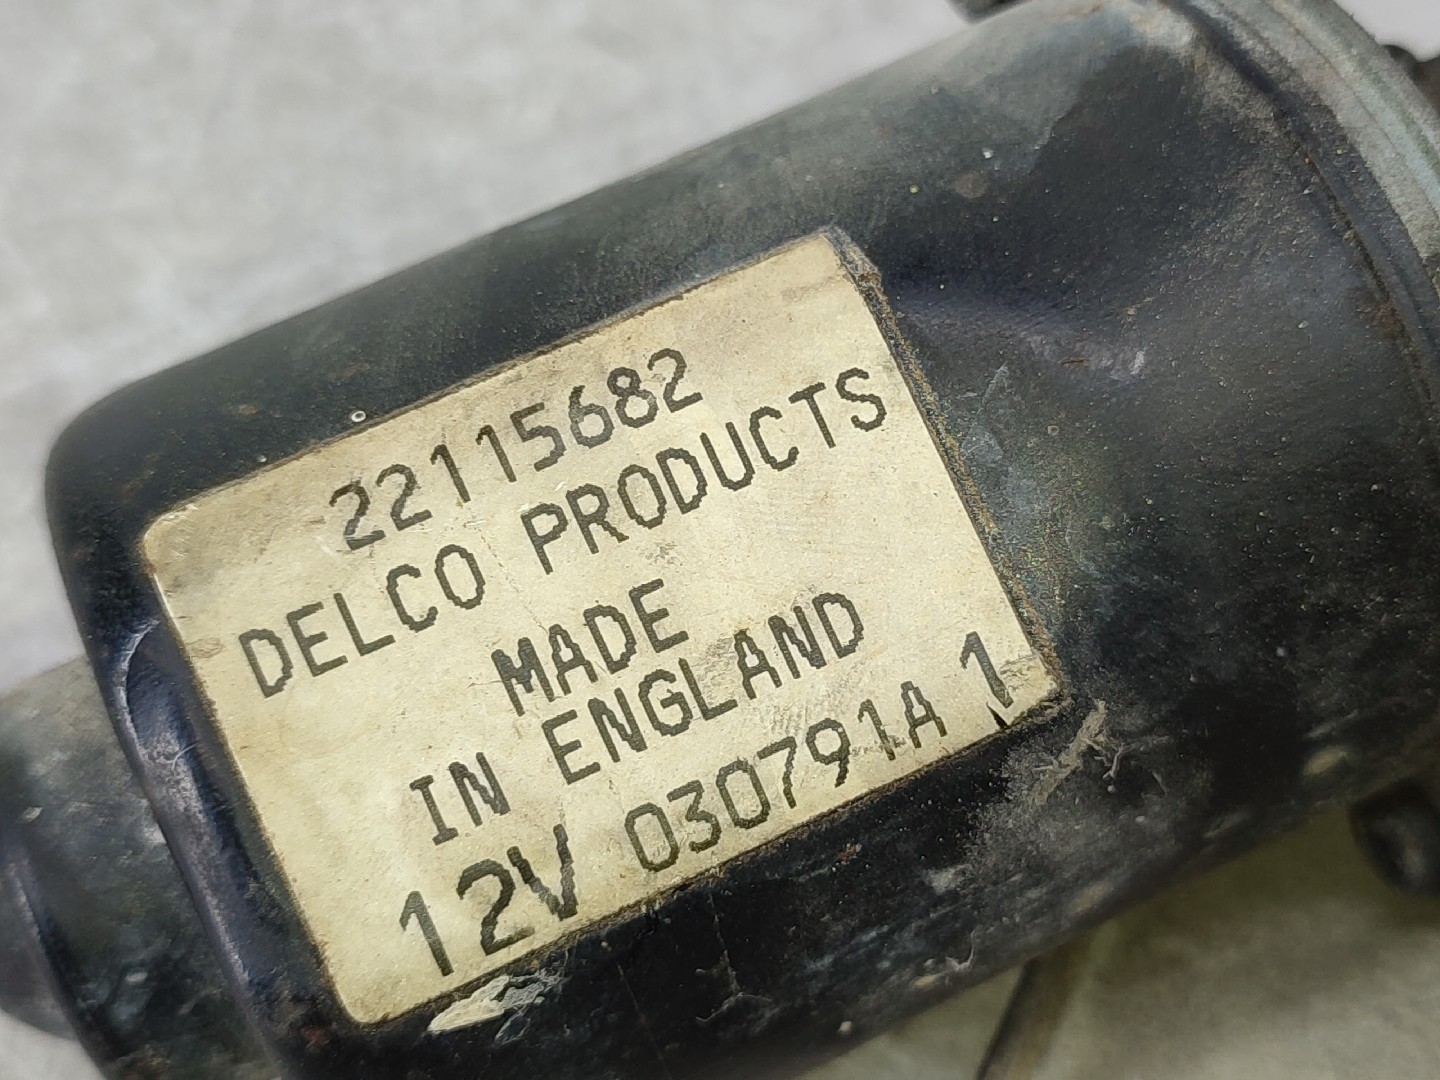 22115682
DELCO PRODUCTS
MADE
IN ENGLAND
12V 030791A 1